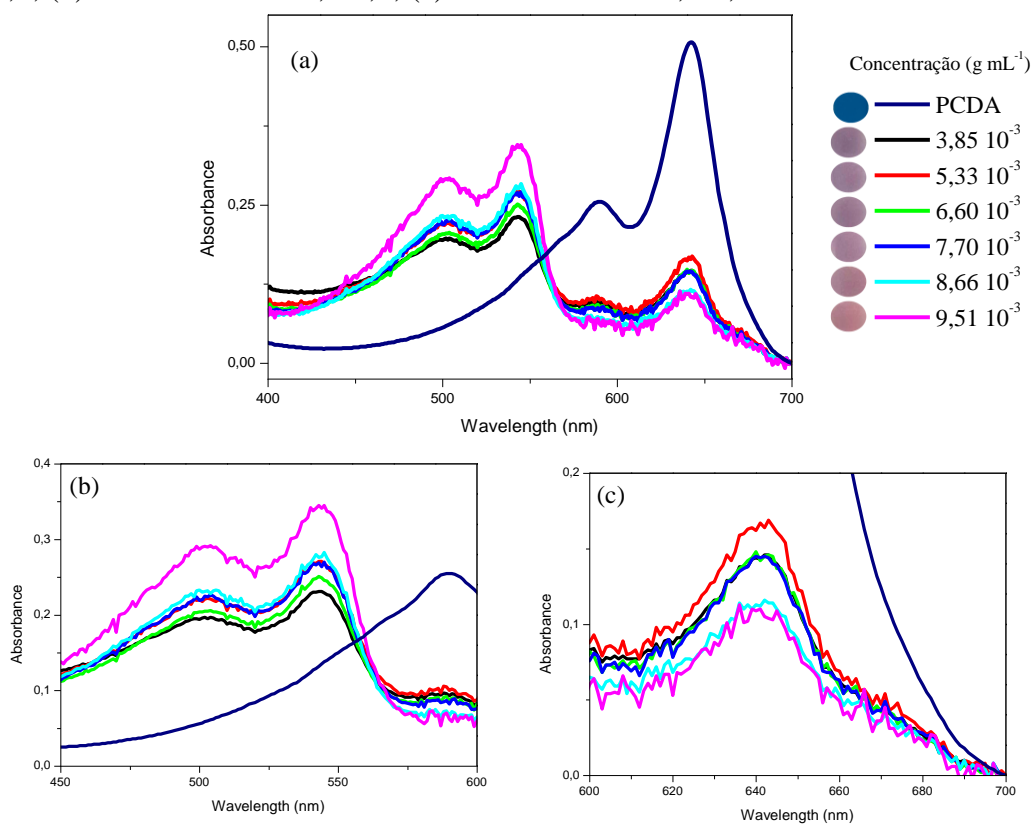 (a)
0,50
0,25
0,00
Absorbance
400 500 600 700
Wavelength (nm)
Concentração (g mL⁻¹)
PCDA
3,85 10⁻³
5,33 10⁻³
6,60 10⁻³
7,70 10⁻³
8,66 10⁻³
9,51 10⁻³
(b)
0,4
0,3
0,2
0,1
0,0
Absorbance
450 500 550 600
Wavelength (nm)
(c)
0,2
0,1
0,0
Absorbance
600 620 640 660 680 700
Wavelength (nm)